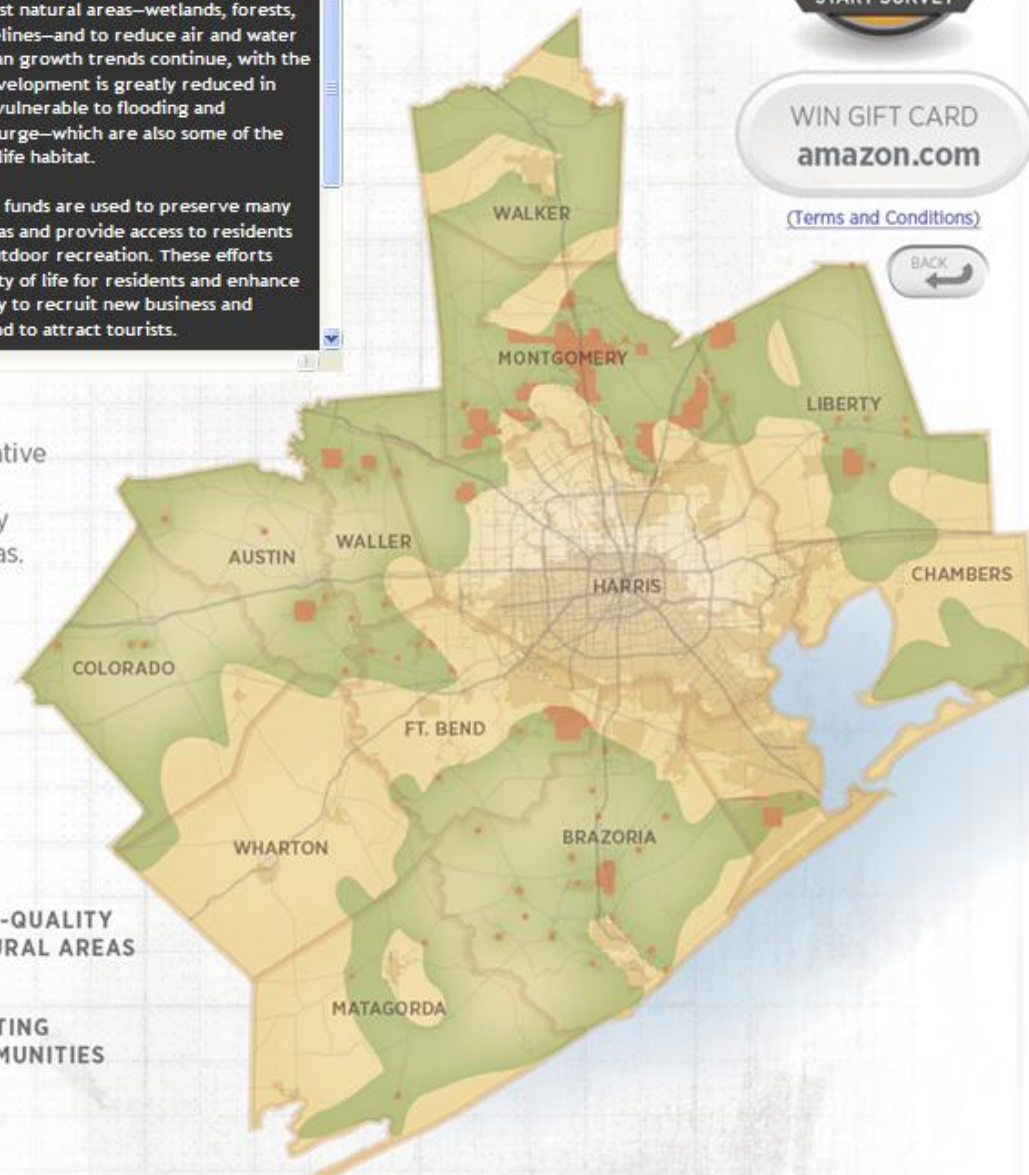 st natural areas—wetlands, forests,
elines—and to reduce air and water
an growth trends continue, with the
evelopment is greatly reduced in
vulnerable to flooding and
urge—which are also some of the
life habitat.
funds are used to preserve many
as and provide access to residents
utdoor recreation. These efforts
ty of life for residents and enhance
y to recruit new business and
nd to attract tourists.
START SURVEY
WIN GIFT CARD
amazon.com
(Terms and Conditions)
BACK
ative
y
as.
WALKER
MONTGOMERY
LIBERTY
WALLER
AUSTIN
HARRIS
CHAMBERS
COLORADO
FT. BEND
BRAZORIA
WHARTON
MATAGORDA
-QUALITY
URAL AREAS
TING
MUNITIES